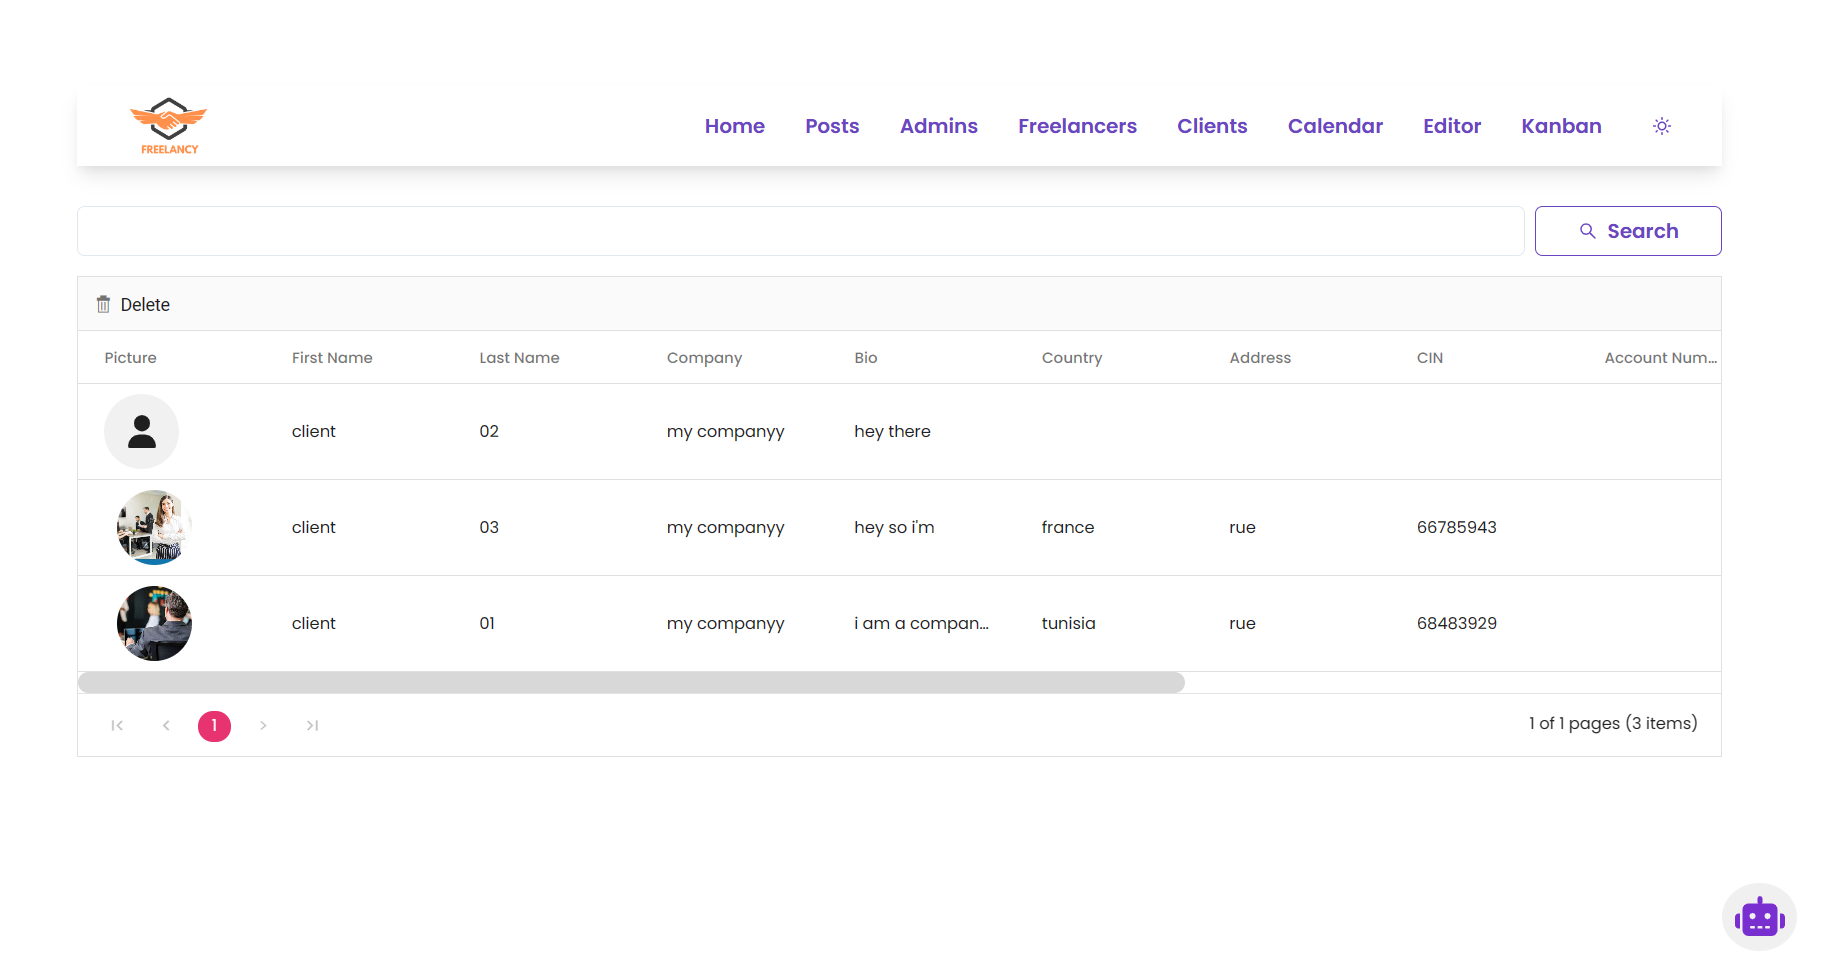 FREELANCY
Home Posts Admins Freelancers Clients Calendar Editor Kanban
Search
Delete
Picture First Name Last Name Company Bio Country Address CIN Account Num...
client 02 my companyy hey there
client 03 my companyy hey so i'm france rue 66785943
client 01 my companyy i am a compan... tunisia rue 68483929
1 1 of 1 pages (3 items)